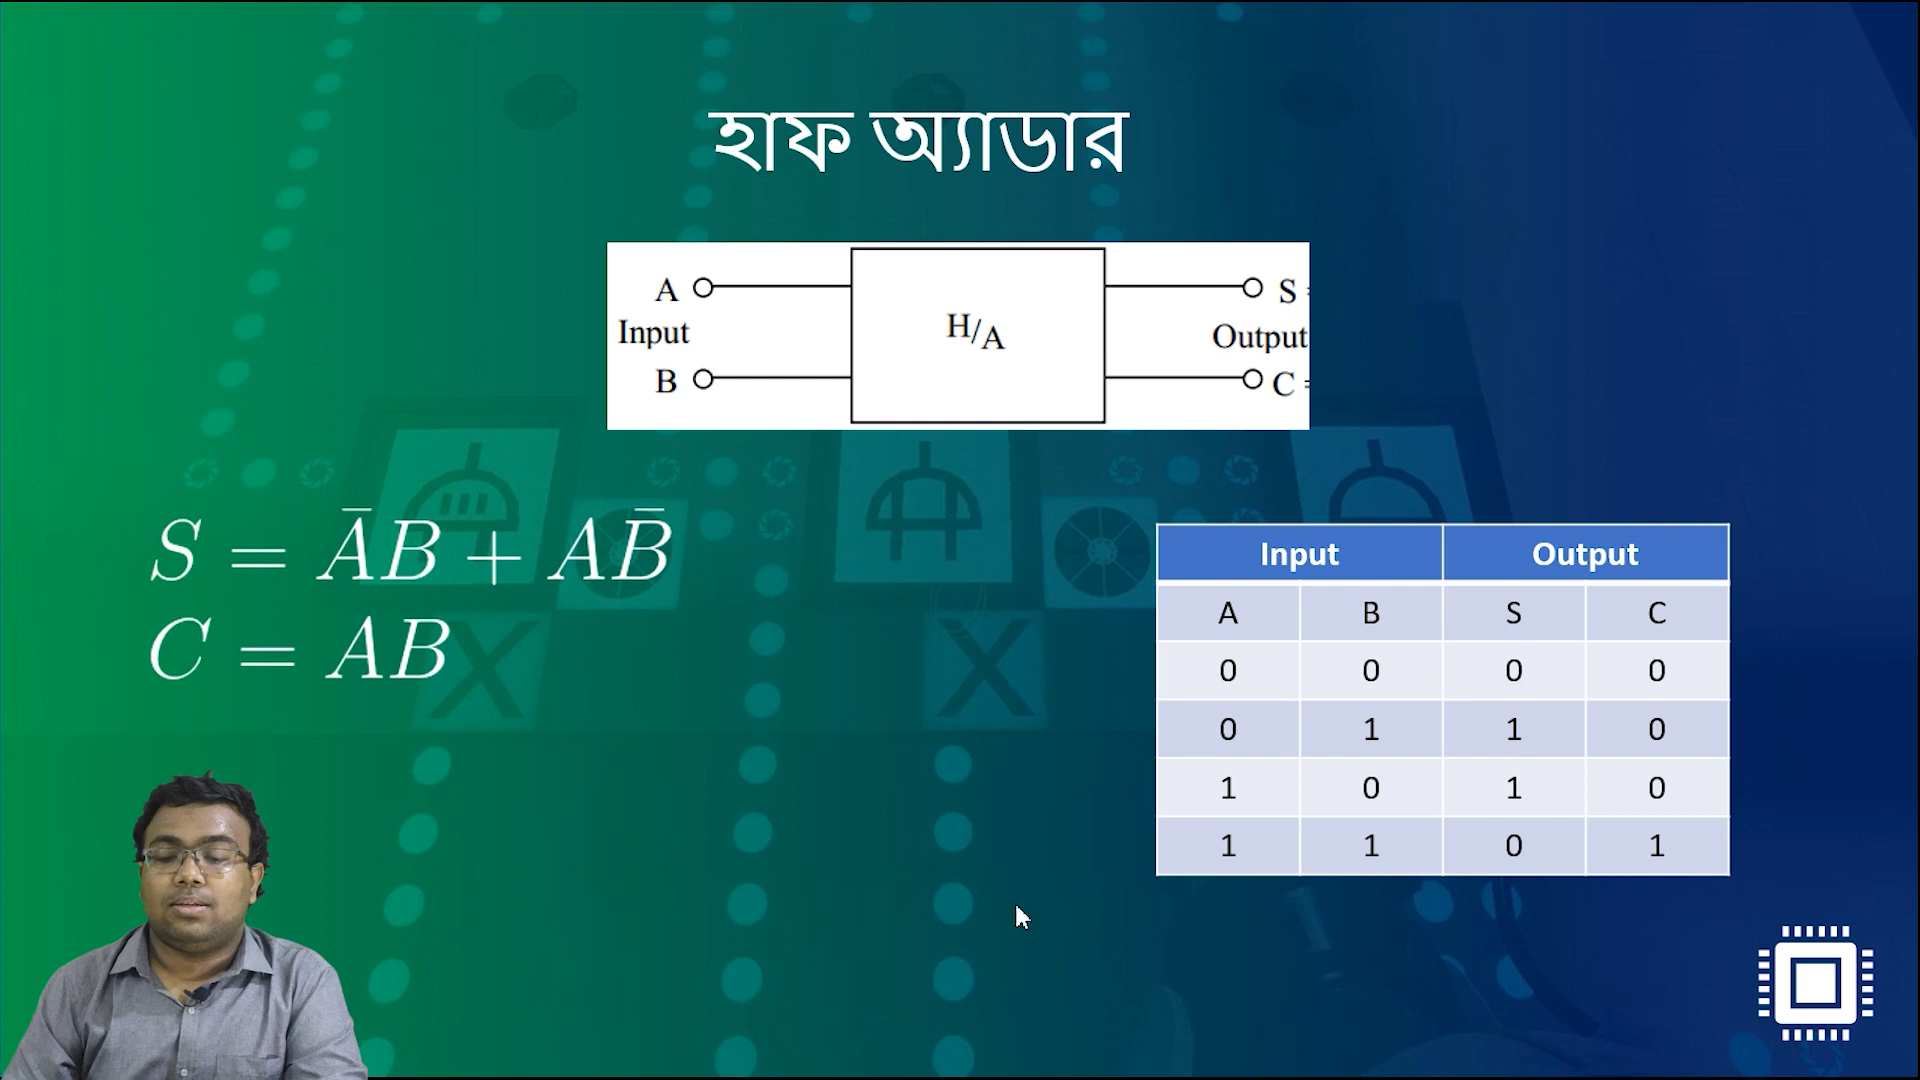 হাফ অ্যাডার
A
S
Input
H/A
Output
B
C
S = ĀB + AB̄
C = AB
Input Output
A B S C
0 0 0 0
0 1 1 0
1 0 1 0
1 1 0 1